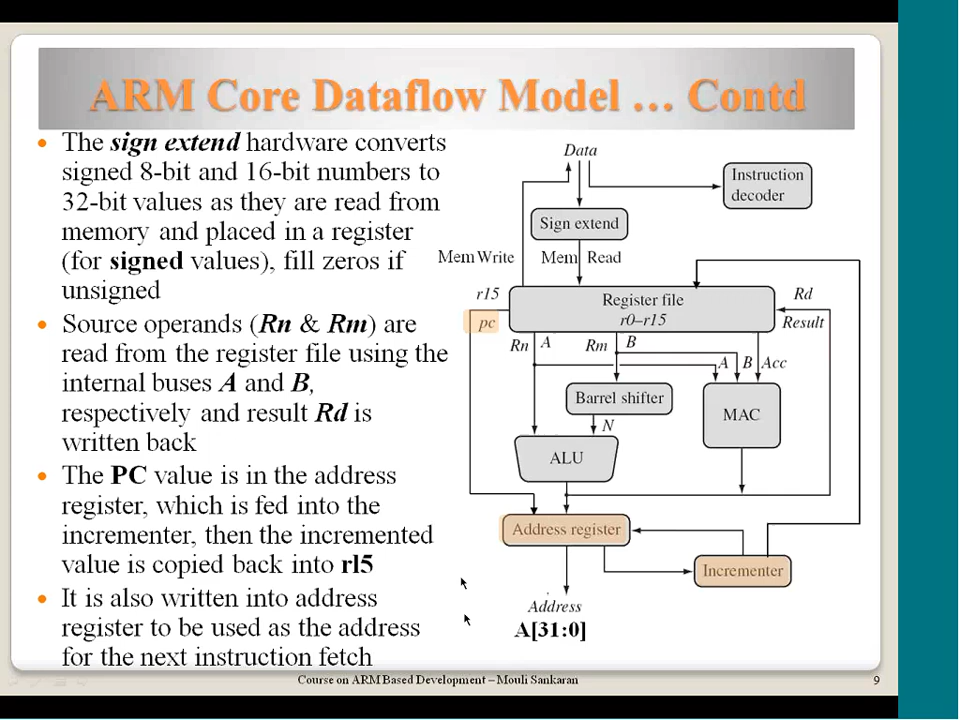 ARM Core Dataflow Model … Contd
• The sign extend hardware converts
signed 8-bit and 16-bit numbers to
32-bit values as they are read from
memory and placed in a register
(for signed values), fill zeros if
unsigned
• Source operands (Rn & Rm) are
read from the register file using the
internal buses A and B,
respectively and result Rd is
written back
• The PC value is in the address
register, which is fed into the
incrementer, then the incremented
value is copied back into rl5
• It is also written into address
register to be used as the address
for the next instruction fetch
Data
Instruction
decoder
Sign extend
Mem Write
Mem Read
r15
pc
Register file
r0–r15
Rd
Result
Rn A
Rm B
A B Acc
Barrel shifter
MAC
N
ALU
Address register
Incrementer
Address
A[31:0]
Course on ARM Based Development – Mouli Sankaran
9